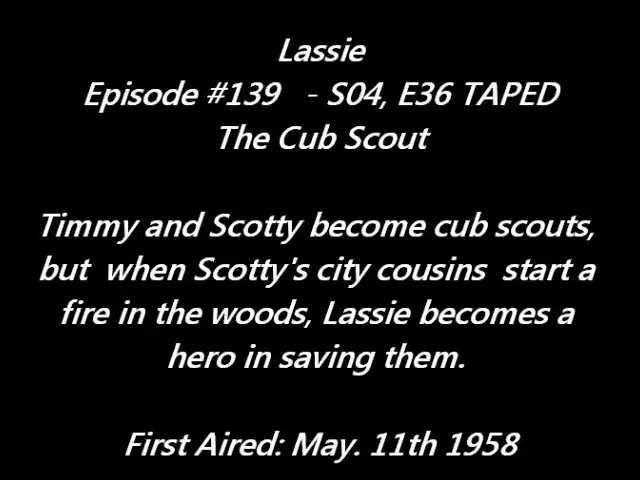 Lassie
Episode #139   - S04, E36 TAPED
The Cub Scout
Timmy and Scotty become cub scouts,
but  when Scotty's city cousins  start a
fire in the woods, Lassie becomes a
hero in saving them.
First Aired: May. 11th 1958